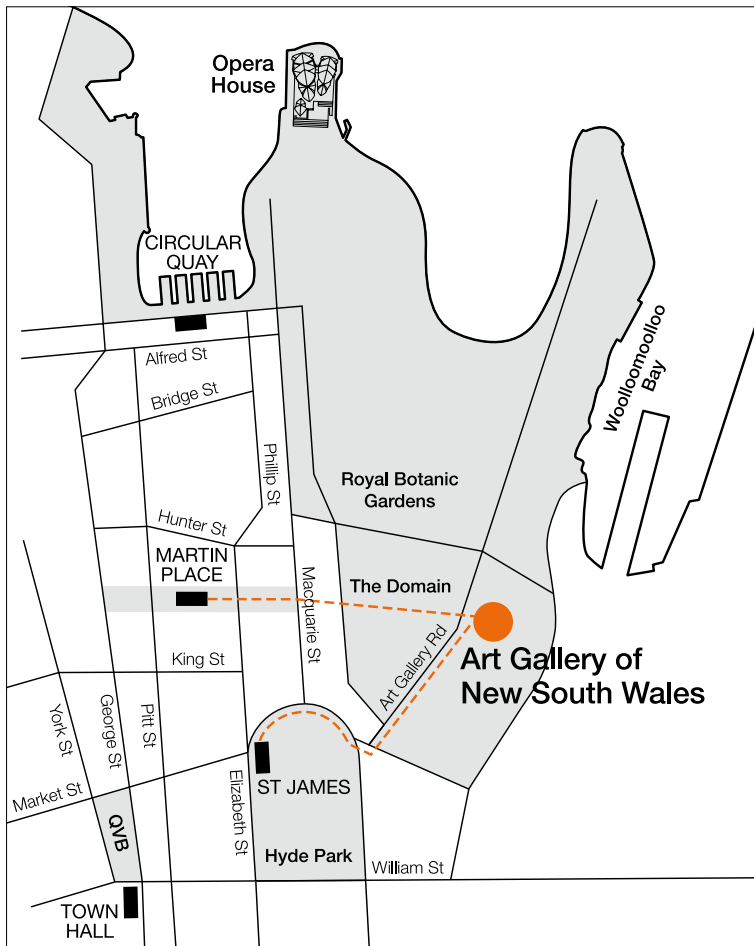 Opera
House
CIRCULAR
QUAY
Alfred St
Bridge St
Woolloomoolloo
Bay
Phillip St
Royal Botanic
Gardens
Hunter St
MARTIN
PLACE
The Domain
Macquarie St
Art Gallery Rd
Art Gallery of
New South Wales
King St
York St
George St
Pitt St
Market St
Elizabeth St
ST JAMES
QVB
Hyde Park
William St
TOWN
HALL